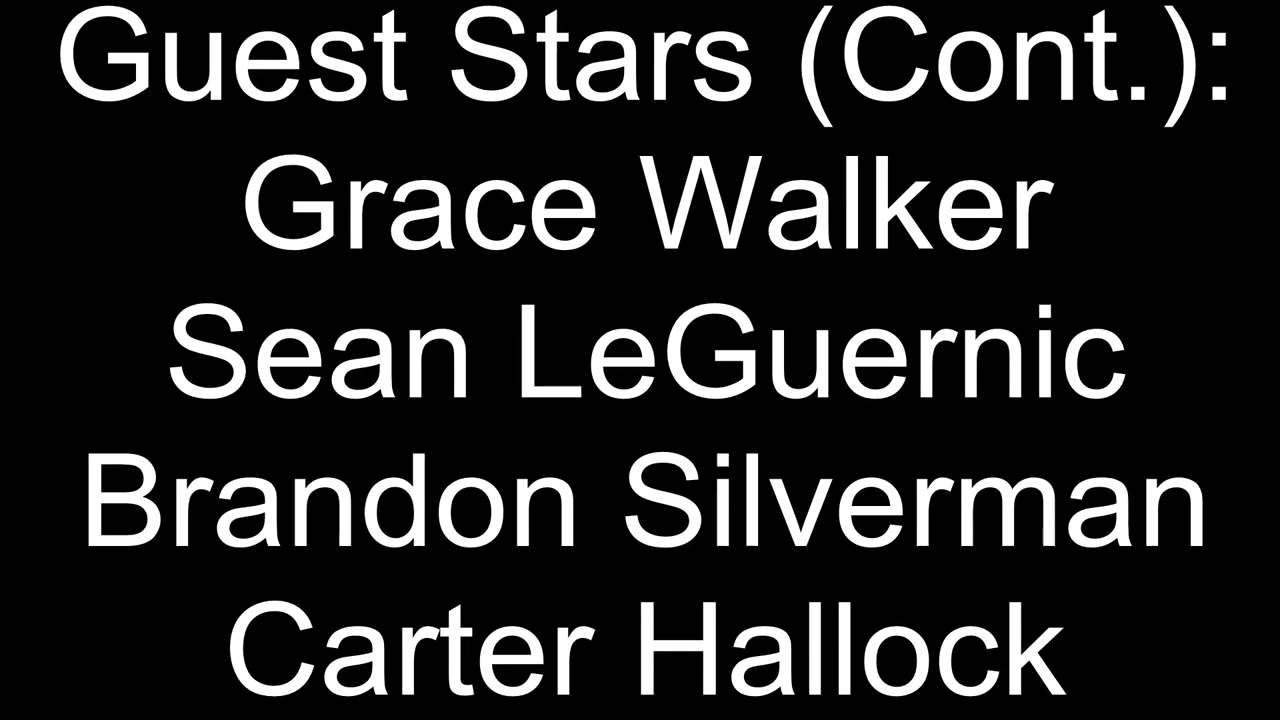 Guest Stars (Cont.):
Grace Walker
Sean LeGuernic
Brandon Silverman
Carter Hallock